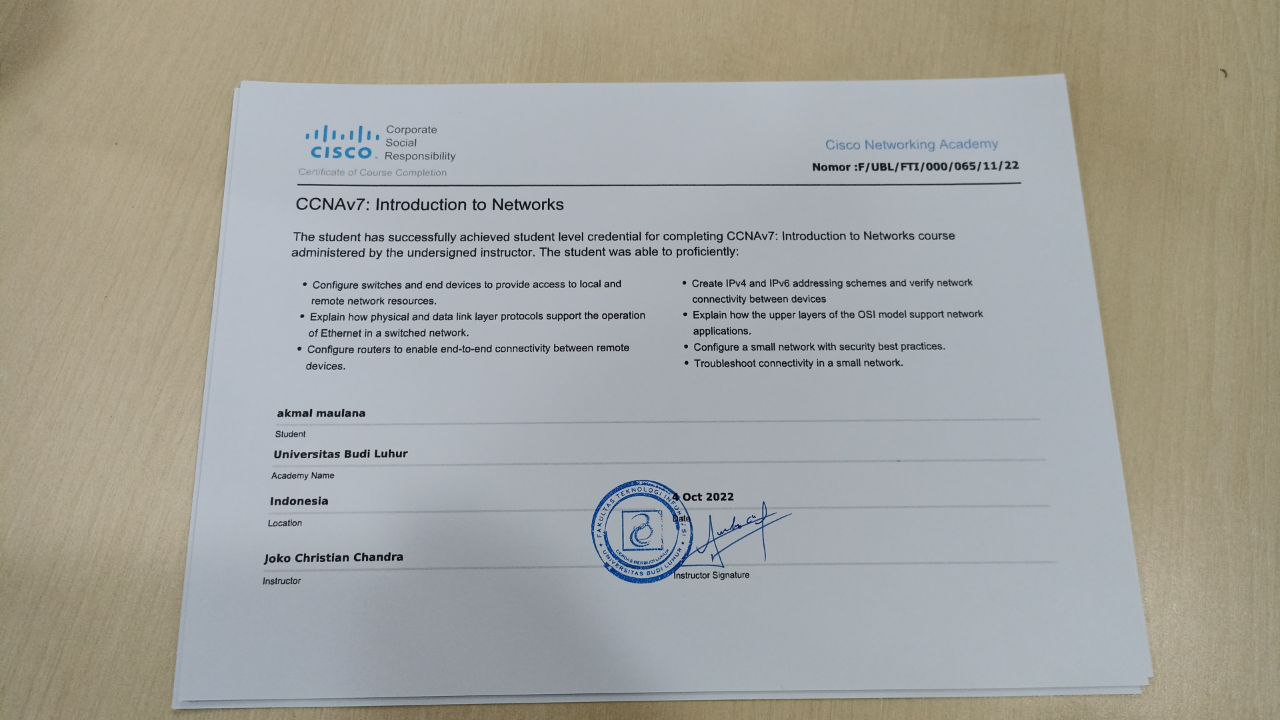 CISCO
Corporate
Social
Responsibility
Certificate of Course Completion
Cisco Networking Academy
Nomor :F/UBL/FTI/000/065/11/22
CCNAv7: Introduction to Networks
The student has successfully achieved student level credential for completing CCNAv7: Introduction to Networks course
administered by the undersigned instructor. The student was able to proficiently:
• Configure switches and end devices to provide access to local and
remote network resources.
• Explain how physical and data link layer protocols support the operation
of Ethernet in a switched network.
• Configure routers to enable end-to-end connectivity between remote
devices.
• Create IPv4 and IPv6 addressing schemes and verify network
connectivity between devices
• Explain how the upper layers of the OSI model support network
applications.
• Configure a small network with security best practices.
• Troubleshoot connectivity in a small network.
akmal maulana
Student
Universitas Budi Luhur
Academy Name
Indonesia
Location
4 Oct 2022
Date
Joko Christian Chandra
Instructor
Instructor Signature
FAKULTAS TEKNOLOGI INFORMASI
UNIVERSITAS BUDI LUHUR